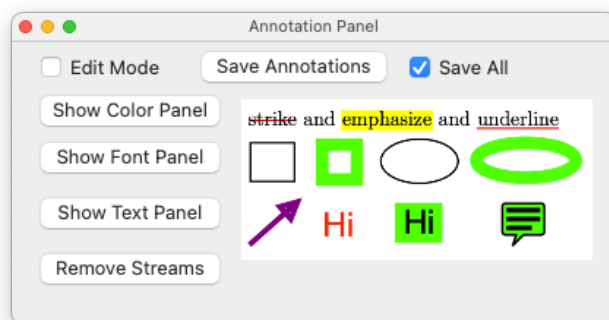 Annotation Panel
Edit Mode
Save Annotations
Save All
Show Color Panel
strike and emphasize and underline
Show Font Panel
Show Text Panel
Hi
Hi
Remove Streams